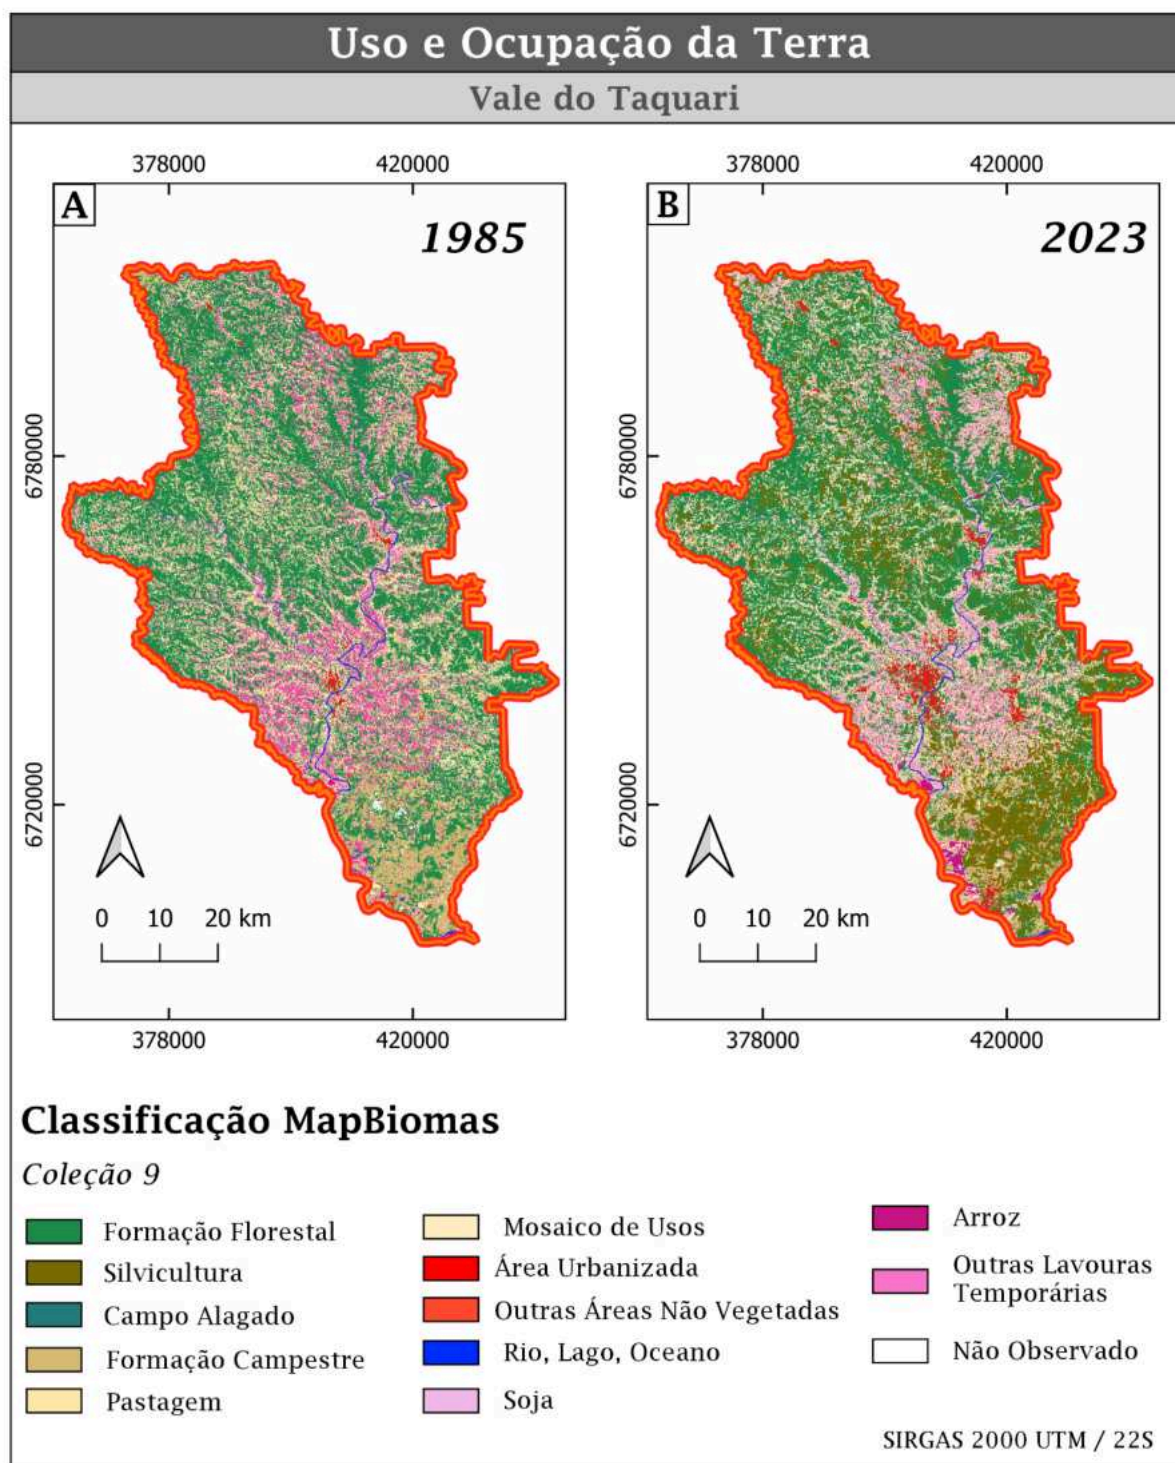 Uso e Ocupação da Terra
Vale do Taquari
378000 420000
378000 420000
A
1985
B
2023
6780000
6780000
6720000
6720000
0 10 20 km
0 10 20 km
378000 420000
378000 420000
Classificação MapBiomas
Coleção 9
Formação Florestal
Silvicultura
Campo Alagado
Formação Campestre
Pastagem
Mosaico de Usos
Área Urbanizada
Outras Áreas Não Vegetadas
Rio, Lago, Oceano
Soja
Arroz
Outras Lavouras
Temporárias
Não Observado
SIRGAS 2000 UTM / 22S